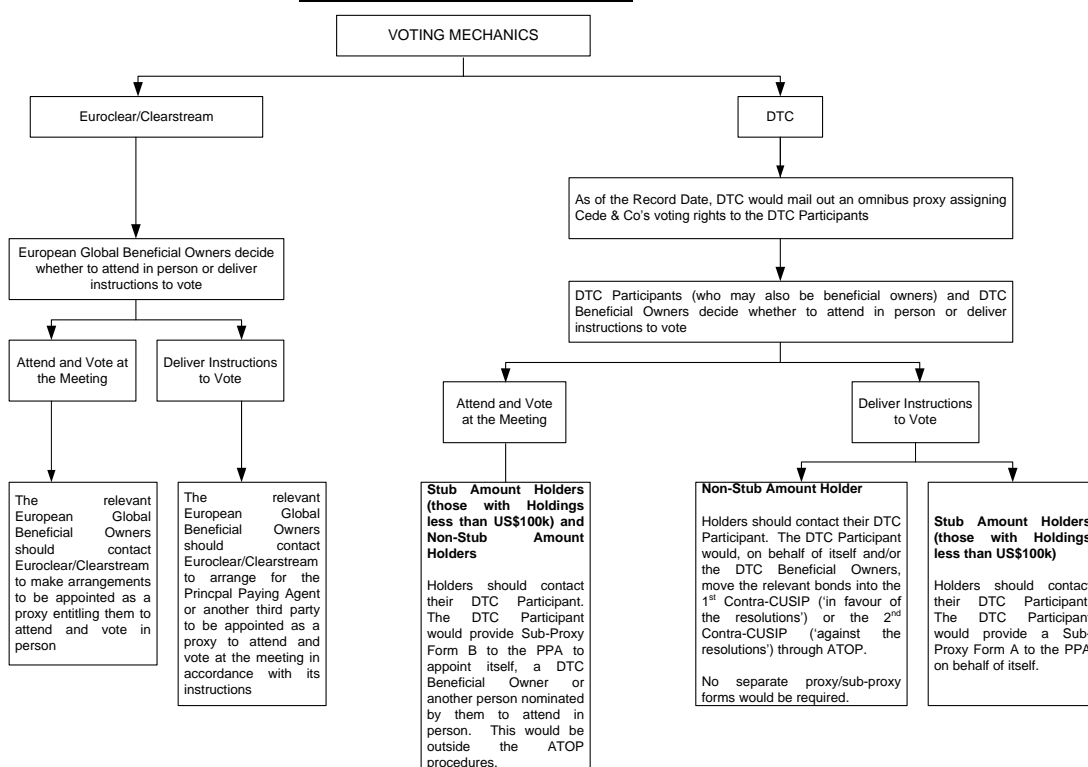 VOTING MECHANICS
Euroclear/Clearstream
DTC
As of the Record Date, DTC would mail out an omnibus proxy assigning
Cede & Co's voting rights to the DTC Participants
European Global Beneficial Owners decide
whether to attend in person or deliver
instructions to vote
DTC Participants (who may also be beneficial owners) and DTC
Beneficial Owners decide whether to attend in person or deliver
instructions to vote
Attend and Vote at
the Meeting
Deliver Instructions
to Vote
Attend and Vote
at the Meeting
Deliver Instructions
to Vote
The relevant
European Global
Beneficial Owners
should contact
Euroclear/Clearstream
to make arrangements
to be appointed as a
proxy entitling them to
attend and vote in
person
The relevant
European Global
Beneficial Owners
should contact
Euroclear/Clearstream
to arrange for the
Princpal Paying Agent
or another third party
to be appointed as a
proxy to attend and
vote at the meeting in
accordance with its
instructions
Stub Amount Holders
(those with Holdings
less than US$100k) and
Non-Stub Amount
Holders
Holders should contact
their DTC Participant.
The DTC Participant
would provide Sub-Proxy
Form B to the PPA to
appoint itself, a DTC
Beneficial Owner or
another person nominated
by them to attend in
person. This would be
outside the ATOP
procedures.
Non-Stub Amount Holder
Holders should contact their DTC
Participant. The DTC Participant
would, on behalf of itself and/or
the DTC Beneficial Owners,
move the relevant bonds into the
1st Contra-CUSIP ('in favour of
the resolutions') or the 2nd
Contra-CUSIP ('against the
resolutions') through ATOP.
No separate proxy/sub-proxy
forms would be required.
Stub Amount Holders
(those with Holdings
less than US$100k)
Holders should contact
their DTC Participant
The DTC Participant
would provide a Sub-
Proxy Form A to the PPA
on behalf of itself.